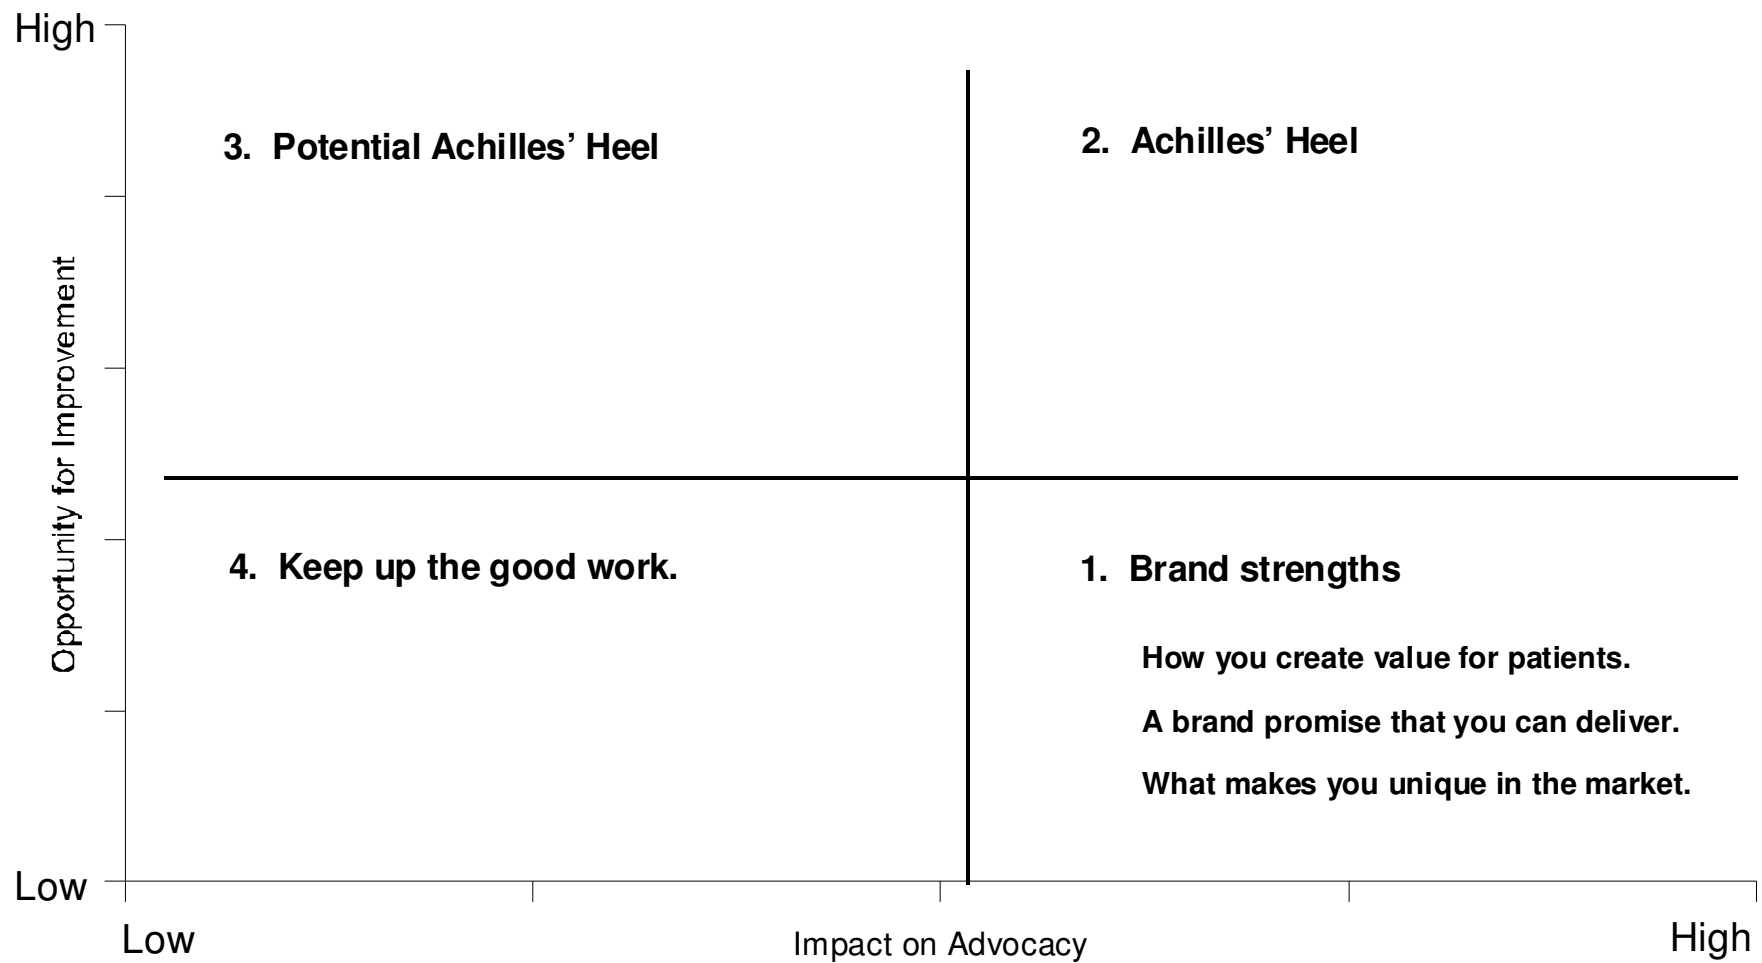 High
3.  Potential Achilles’ Heel
2.  Achilles’ Heel
Opportunity for Improvement
4.  Keep up the good work.
1.  Brand strengths
How you create value for patients.
A brand promise that you can deliver.
What makes you unique in the market.
Low
Low
Impact on Advocacy
High